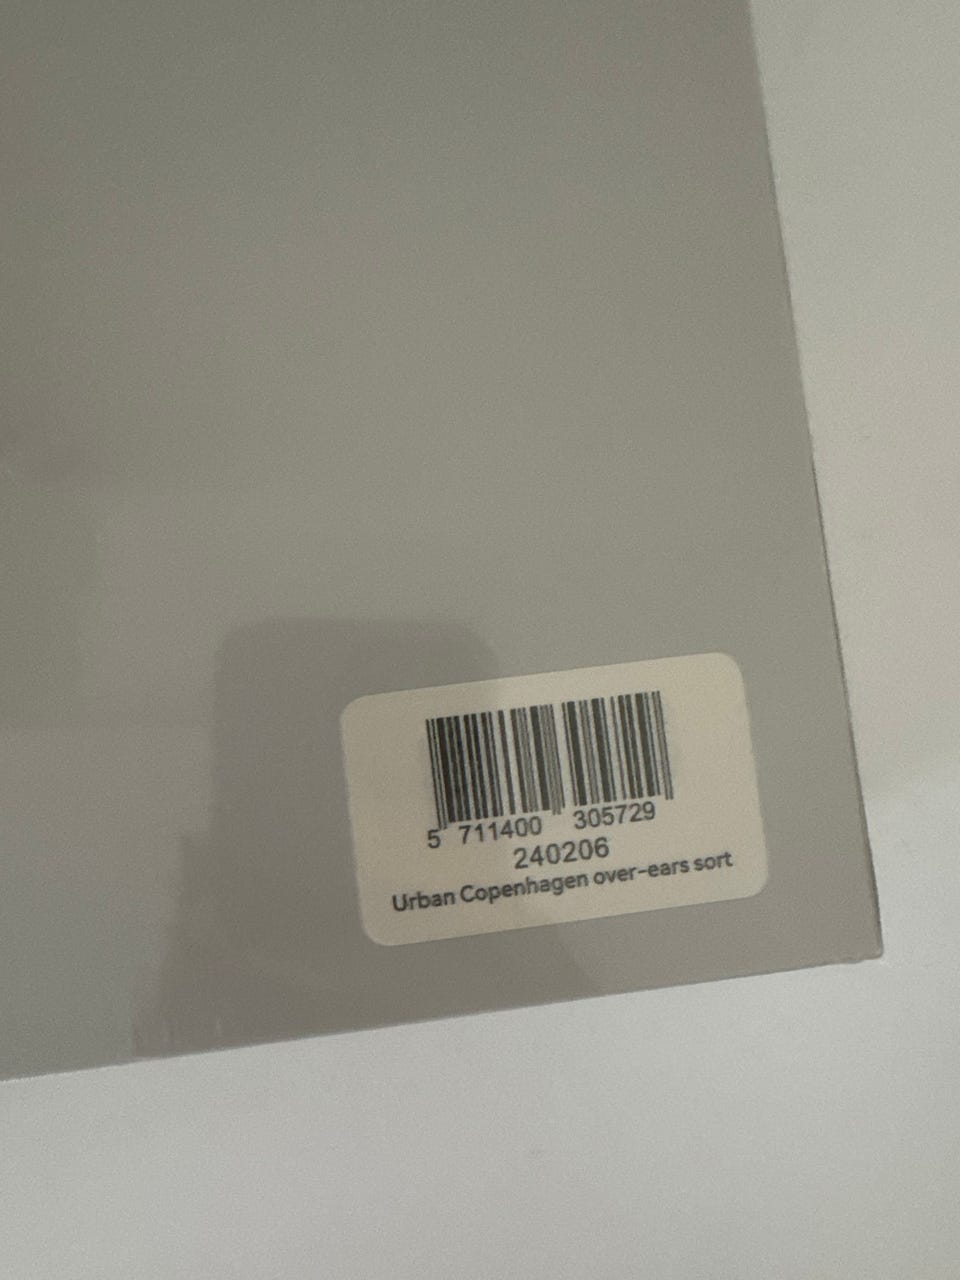 5 711400 305729
240206
Urban Copenhagen over-ears sort